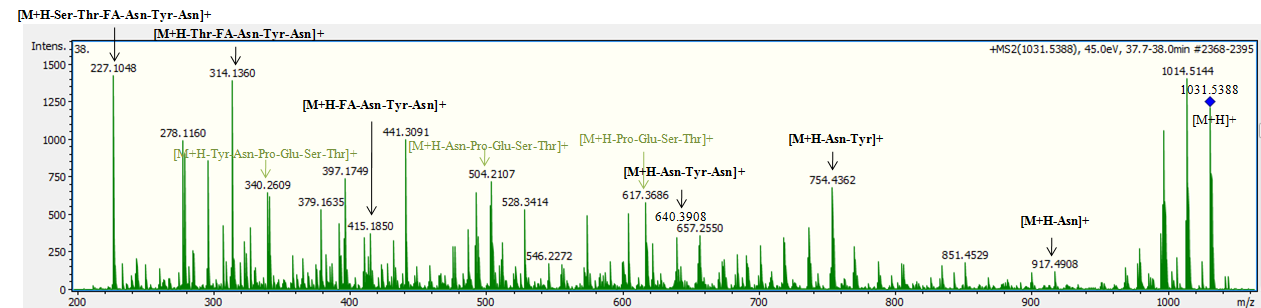 [M+H-Ser-Thr-FA-Asn-Tyr-Asn]+
[M+H-Thr-FA-Asn-Tyr-Asn]+
Intens.
38.
+MS2(1031.5388), 45.0eV, 37.7-38.0min #2368-2395
1500
1250
1000
750
500
250
0
227.1048
314.1360
1014.5144
1031.5388
[M+H]+
[M+H-FA-Asn-Tyr-Asn]+
278.1160
441.3091
[M+H-Asn-Pro-Glu-Ser-Thr]+
[M+H-Pro-Glu-Ser-Thr]+
[M+H-Asn-Tyr]+
[M+H-Tyr-Asn-Pro-Glu-Ser-Thr]+
397.1749
504.2107
[M+H-Asn-Tyr-Asn]+
340.2609
754.4362
617.3686
379.1635
528.3414
640.3908
415.1850
657.2550
[M+H-Asn]+
546.2272
851.4529
917.4908
200
300
400
500
600
700
800
900
1000
m/z